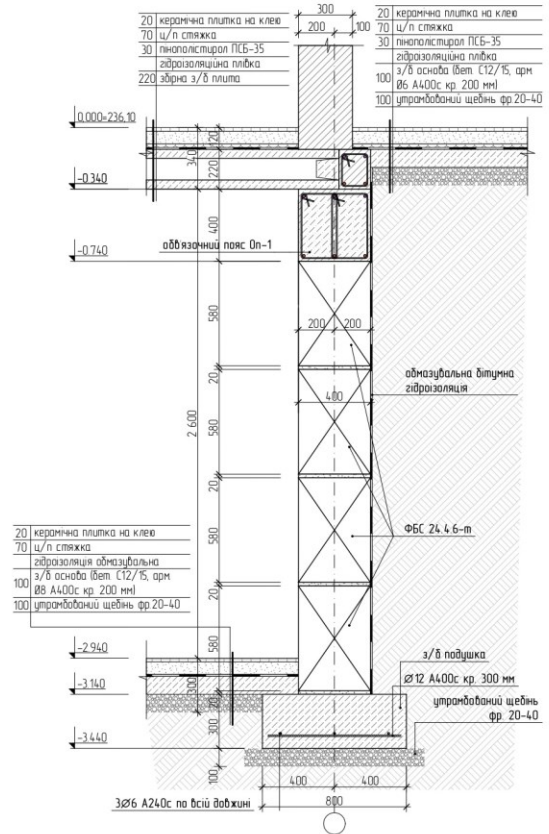 300
200
100
20 керамічна плитка на клею
70 ц/п стяжка
30 пінополістирол ПСБ-35
гідроізоляційна плівка
220 збірна з/б плита
20 керамічна плитка на клею
70 ц/п стяжка
30 пінополістирол ПСБ-35
гідроізоляційна плівка
100 з/б основа (бет. С12/15, арм
Ø6 А400с кр. 200 мм)
100 утрамбований щебінь фр.20-40
0.000=236,10
340
120
220
-0.340
400
обв'язочний пояс Оп-1
-0.740
580
200
200
20
обмазувальна бітумна
гідроізоляція
400
2 600
580
20
580
ФБС 24.4.6-т
20
580
20 керамічна плитка на клею
70 ц/п стяжка
гідроізоляція обмазувальна
100 з/б основа (бет. С12/15, арм
Ø8 А400с кр. 200 мм)
100 утрамбований щебінь фр.20-40
-2.940
300
-3.140
20
з/б подушка
Ø12 А400с кр. 300 мм
утрамбований щебінь
фр. 20-40
300
-3.440
100
400
400
3Ø6 А240с по всій довжині
800